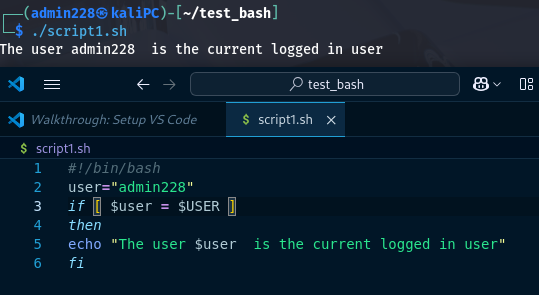 ┌──(admin228㉿kaliPC)-[~/test_bash]
└─$ ./script1.sh
The user admin228  is the current logged in user
test_bash
Walkthrough: Setup VS Code
$ script1.sh
$ script1.sh
1 #!/bin/bash
2 user="admin228"
3 if [ $user = $USER ]
4 then
5 echo "The user $user  is the current logged in user"
6 fi